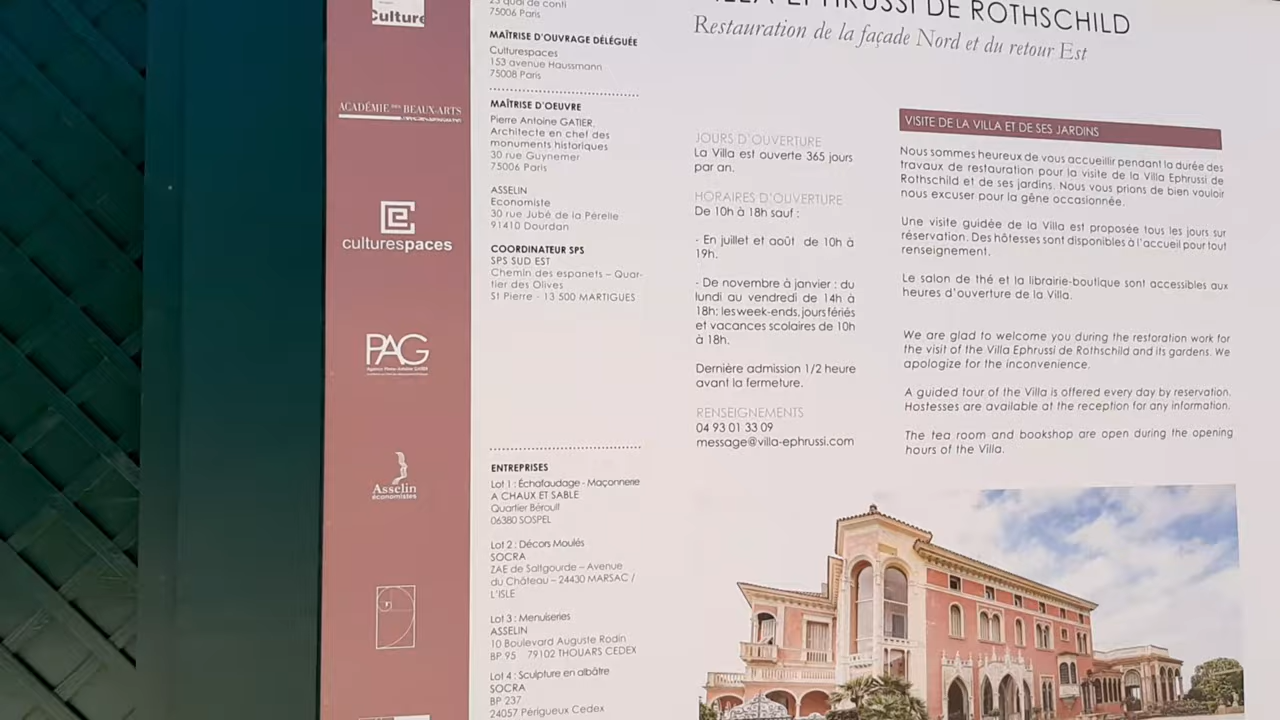 Culture
ACADÉMIE DES BEAUX-ARTS
culturespaces
PAG
Agence Pierre-Antoine GATIER
Asselin
économistes
75006 Paris
MAÎTRISE D'OUVRAGE DÉLÉGUÉE
Culturespaces
153 avenue Haussmann
75008 Paris
MAÎTRISE D'OEUVRE
Pierre Antoine GATIER,
Architecte en chef des
monuments historiques
30 rue Guynemer
75006 Paris
ASSELIN
Economiste
30 rue Jubé de la Pérelle
91410 Dourdan
COORDINATEUR SPS
SPS SUD EST
Chemin des espanets – Quar-
tier des Olives
St Pierre - 13 500 MARTIGUES
ENTREPRISES
Lot 1 : Échafaudage - Maçonnerie
A CHAUX ET SABLE
Quartier Béroult
06380 SOSPEL
Lot 2 : Décors Moulés
SOCRA
ZAE de Saltgourde – Avenue
du Château – 24430 MARSAC /
L'ISLE
Lot 3 : Menuiseries
ASSELIN
10 Boulevard Auguste Rodin
BP 95 79102 THOUARS CEDEX
Lot 4 : Sculpture en albâtre
SOCRA
BP 237
24057 Périgueux Cedex
VILLA EPHRUSSI DE ROTHSCHILD
Restauration de la façade Nord et du retour Est
JOURS D'OUVERTURE
La Villa est ouverte 365 jours
par an.
HORAIRES D'OUVERTURE
De 10h à 18h sauf :
- En juillet et août de 10h à
19h.
- De novembre à janvier : du
lundi au vendredi de 14h à
18h; les week-ends, jours fériés
et vacances scolaires de 10h
à 18h.
Dernière admission 1/2 heure
avant la fermeture.
RENSEIGNEMENTS
04 93 01 33 09
message@villa-ephrussi.com
VISITE DE LA VILLA ET DE SES JARDINS
Nous sommes heureux de vous accueillir pendant la durée des
travaux de restauration pour la visite de la Villa Ephrussi de
Rothschild et de ses jardins. Nous vous prions de bien vouloir
nous excuser pour la gêne occasionnée.
Une visite guidée de la Villa est proposée tous les jours sur
réservation. Des hôtesses sont disponibles à l'accueil pour tout
renseignement.
Le salon de thé et la librairie-boutique sont accessibles aux
heures d'ouverture de la Villa.
We are glad to welcome you during the restoration work for
the visit of the Villa Ephrussi de Rothschild and its gardens. We
apologize for the inconvenience.
A guided tour of the Villa is offered every day by reservation.
Hostesses are available at the reception for any information.
The tea room and bookshop are open during the opening
hours of the Villa.